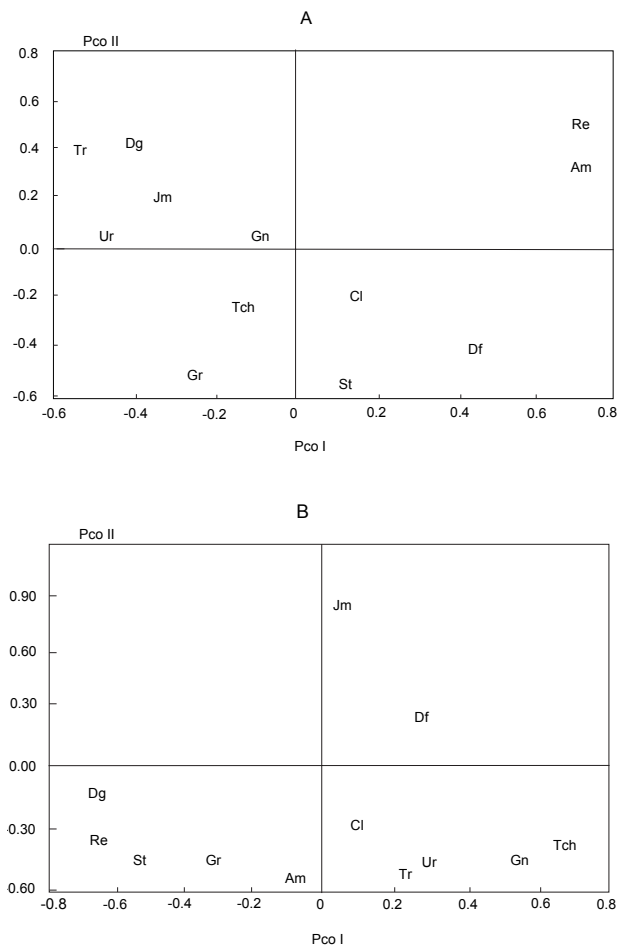 A
Pco II
0.8
0.6
Re
Dg
0.4 Tr
Am
0.2 Jm
Ur Gn
0.0
Cl
-0.2
Tch
-0.4 Df
Gr
St
-0.6
-0.6 -0.4 -0.2 0 0.2 0.4 0.6 0.8
Pco I
B
Pco II
0.90
Jm
0.60
0.30
Df
0.00
Dg
-0.30 Cl
Re Tch
St Gr Ur Gn
Am Tr
-0.60
-0.8 -0.6 -0.4 -0.2 0 0.2 0.4 0.6 0.8
Pco I